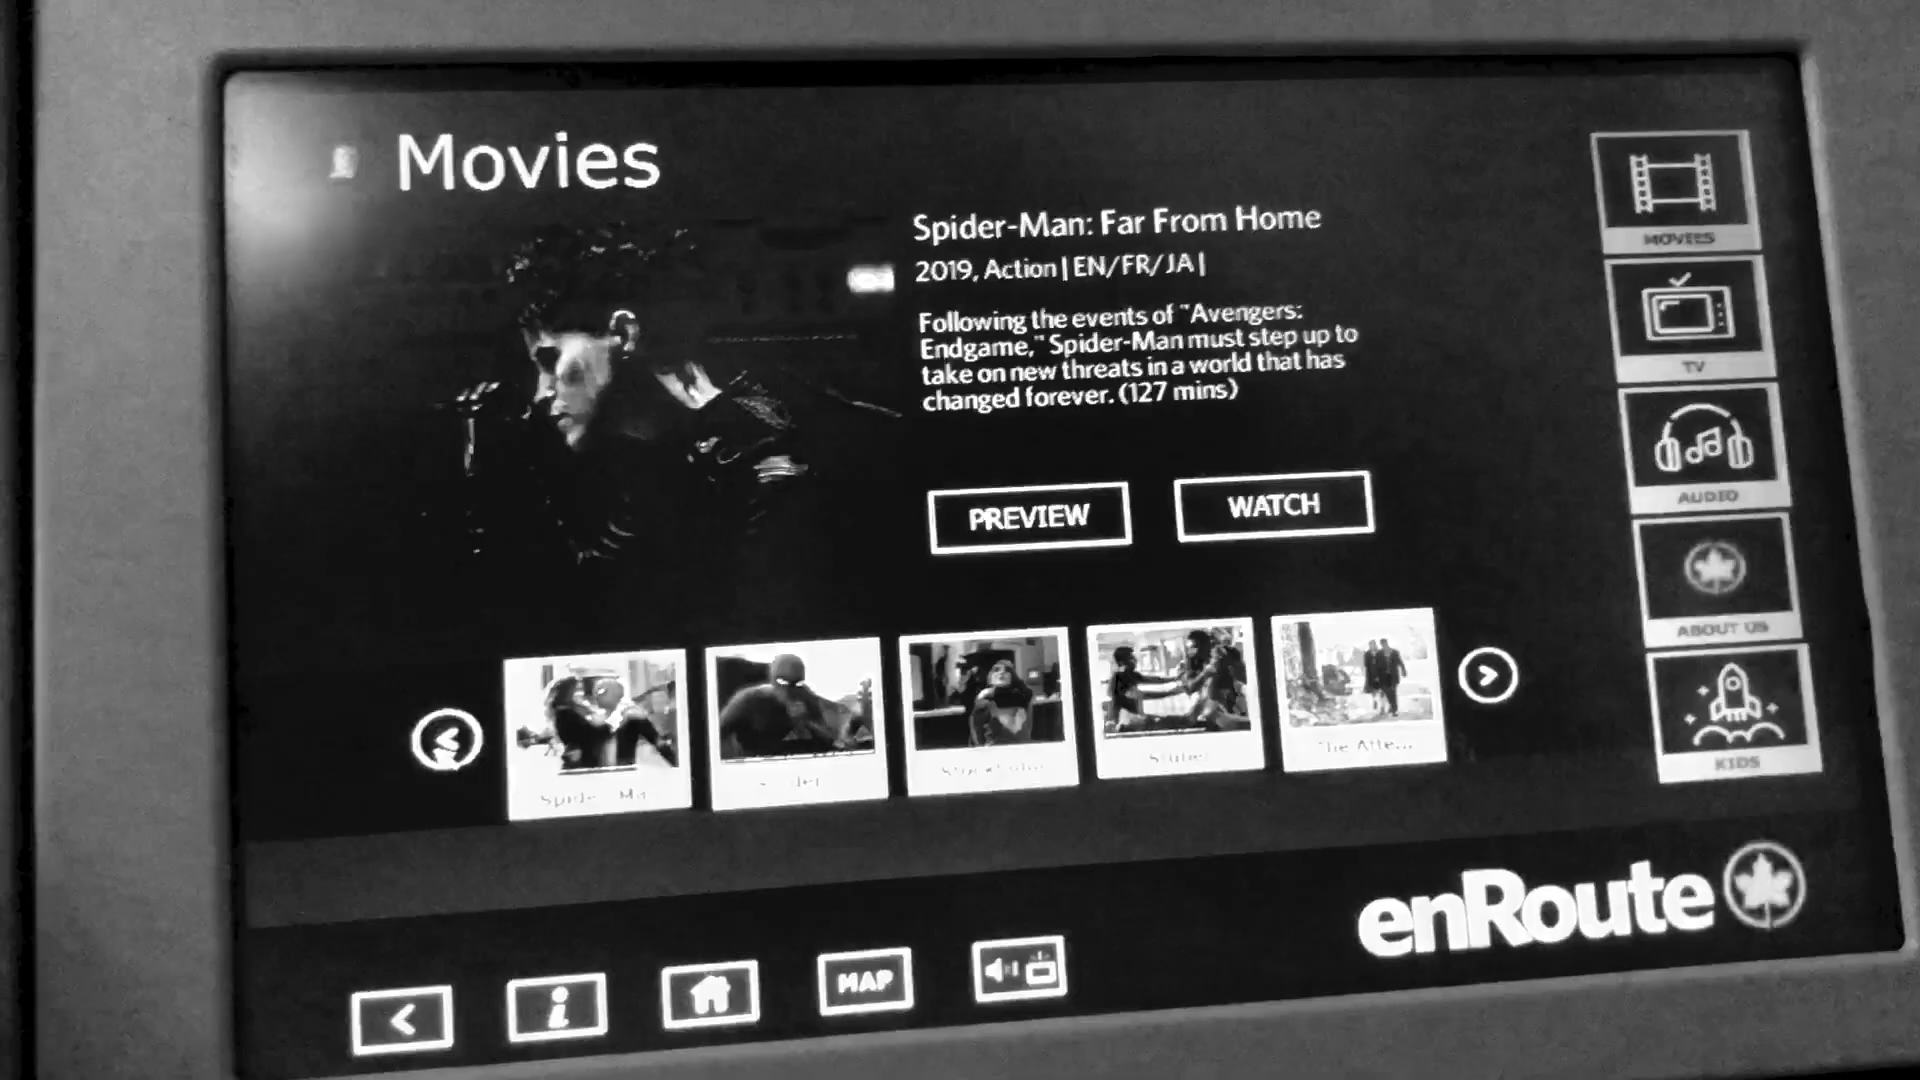 Movies
Spider-Man: Far From Home
2019, Action | EN/FR/JA |
Following the events of "Avengers:
Endgame," Spider-Man must step up to
take on new threats in a world that has
changed forever. (127 mins)
PREVIEW
WATCH
The Afte...
MOVIES
TV
AUDIO
ABOUT US
KIDS
enRoute
MAP